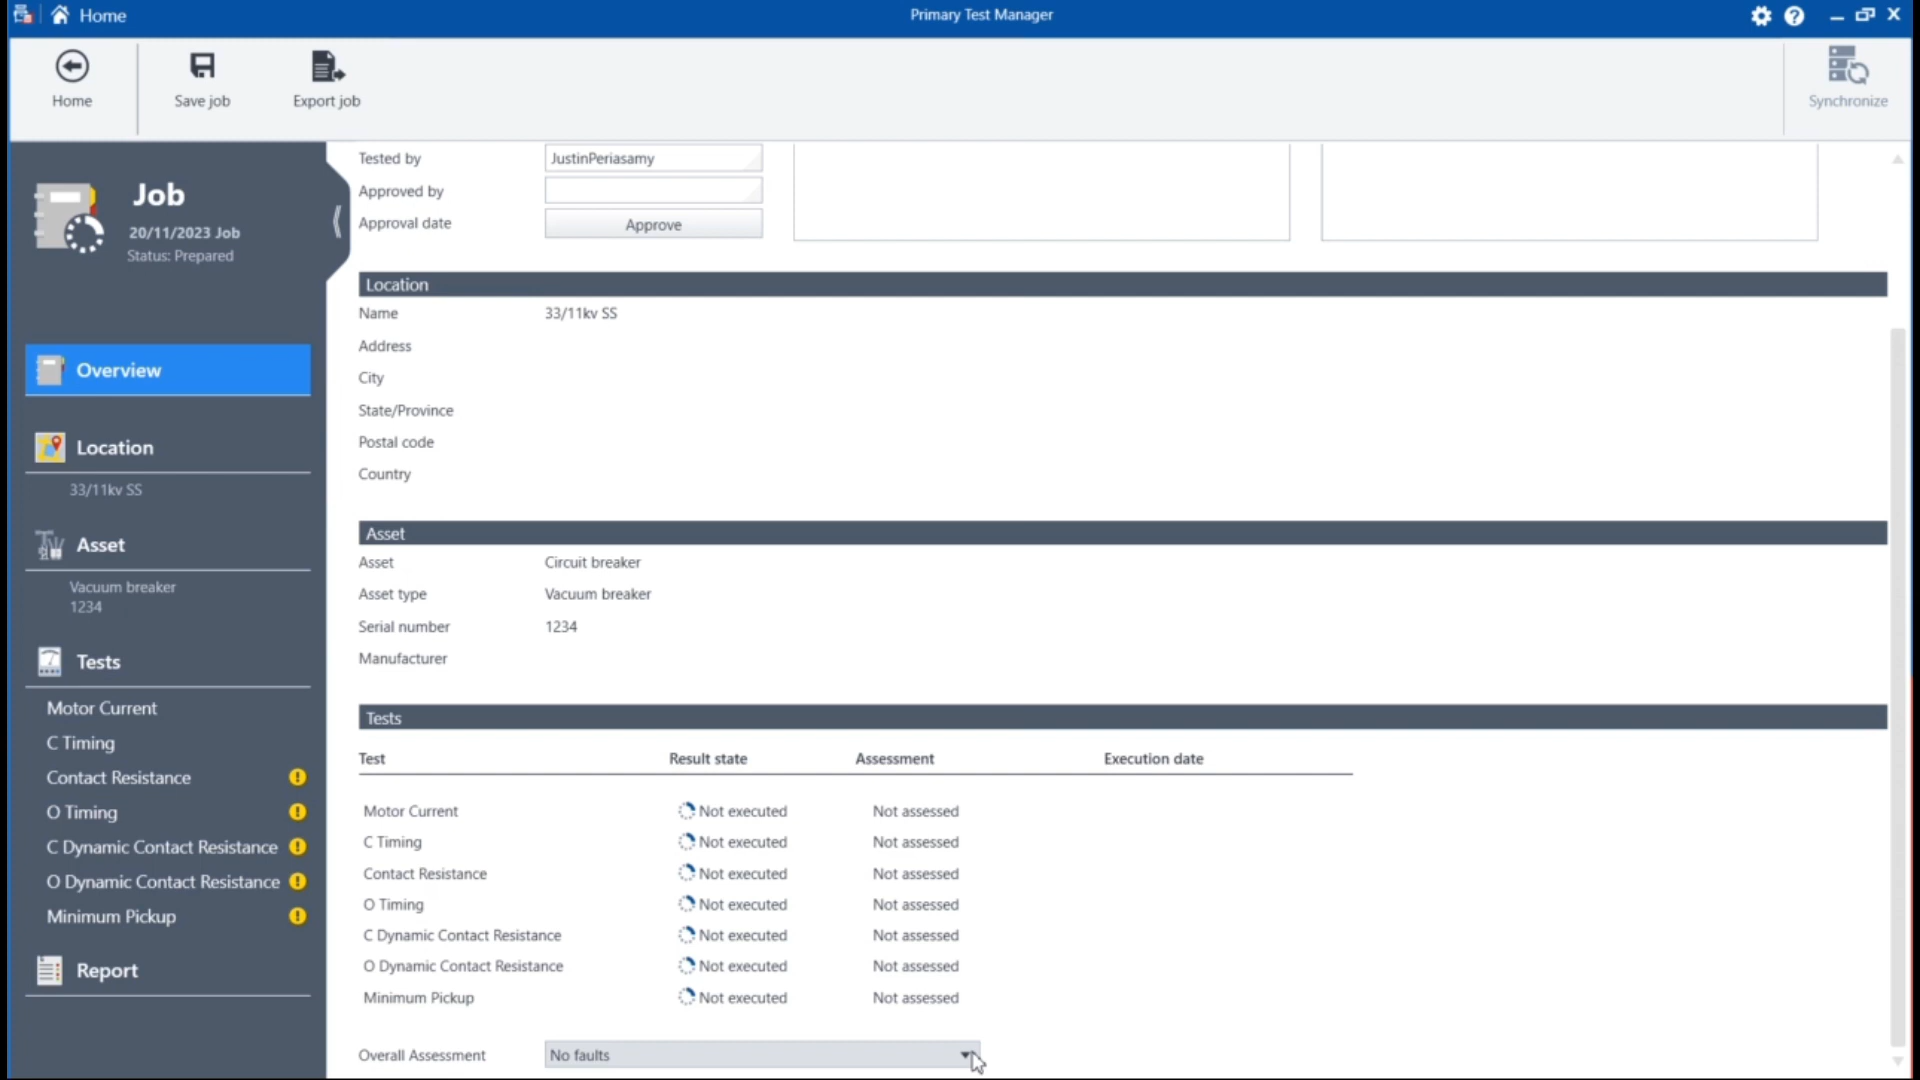 Home
Primary Test Manager
Home
Save job
Export job
Synchronize
Job
20/11/2023 Job
Status: Prepared
Overview
Location
33/11kv SS
Asset
Vacuum breaker
1234
Tests
Motor Current
C Timing
Contact Resistance
O Timing
C Dynamic Contact Resistance
O Dynamic Contact Resistance
Minimum Pickup
Report
Tested by JustinPeriasamy
Approved by
Approval date Approve
Location
Name 33/11kv SS
Address
City
State/Province
Postal code
Country
Asset
Asset Circuit breaker
Asset type Vacuum breaker
Serial number 1234
Manufacturer
Tests
Test Result state Assessment Execution date
Motor Current Not executed Not assessed
C Timing Not executed Not assessed
Contact Resistance Not executed Not assessed
O Timing Not executed Not assessed
C Dynamic Contact Resistance Not executed Not assessed
O Dynamic Contact Resistance Not executed Not assessed
Minimum Pickup Not executed Not assessed
Overall Assessment No faults